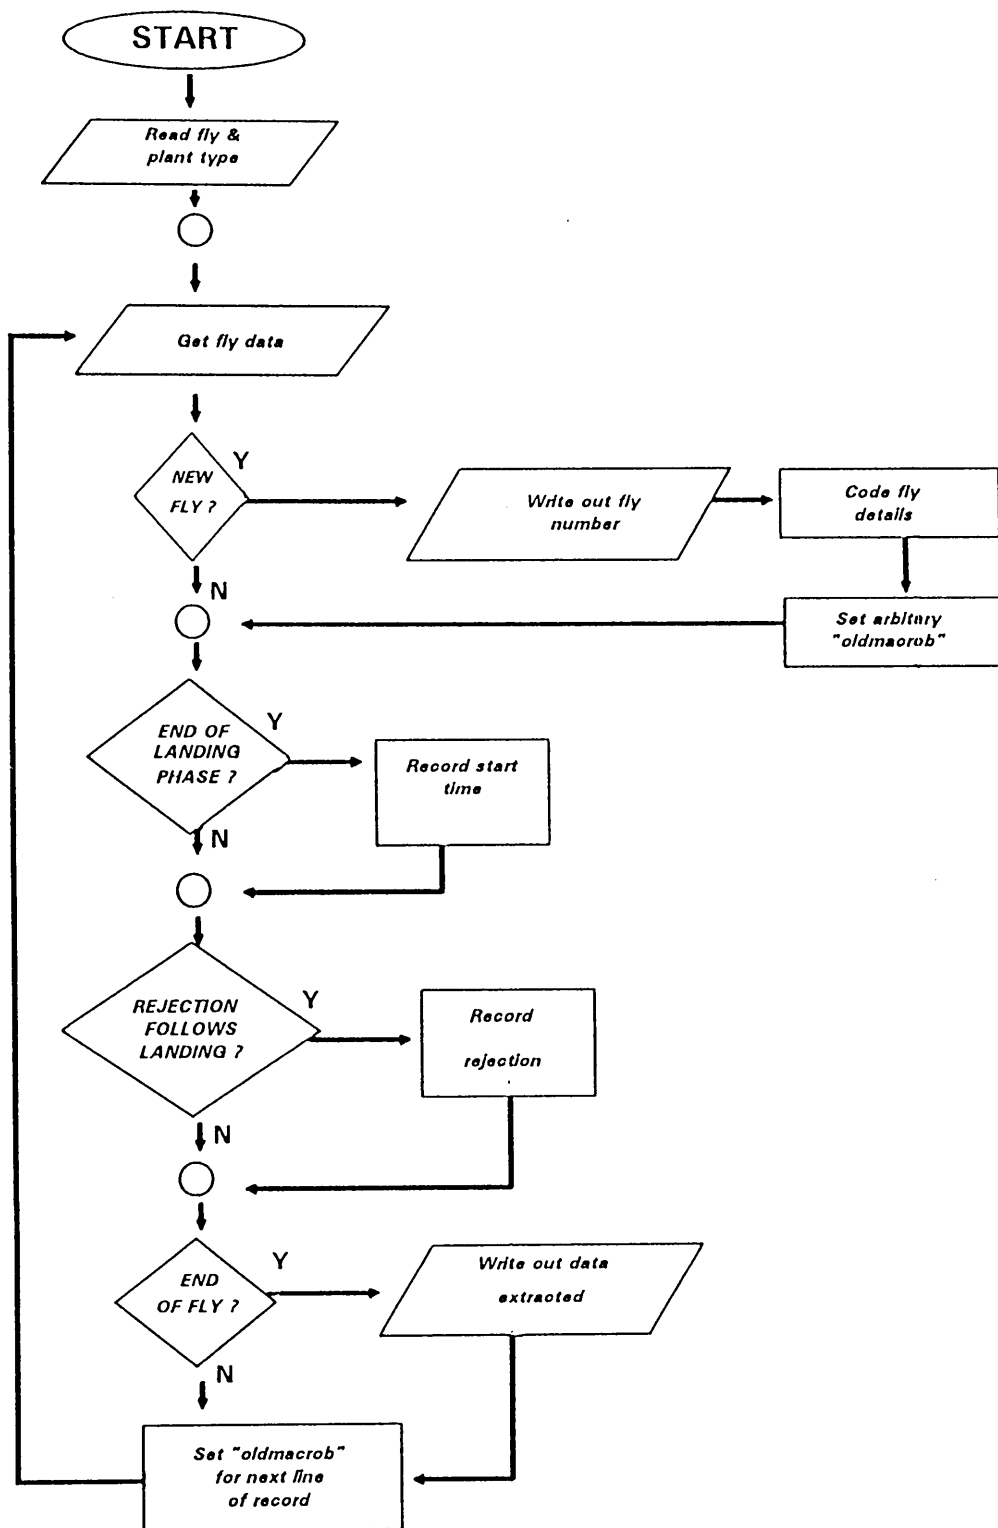 START
Read fly &
plant type
Get fly data
NEW
FLY ?
Y
N
Write out fly
number
Code fly
details
Set arbitary
"oldmacrob"
END OF
LANDING
PHASE ?
Y
N
Record start
time
REJECTION
FOLLOWS
LANDING ?
Y
N
Record
rejection
END
OF FLY ?
Y
N
Write out data
extracted
Set "oldmacrob"
for next line
of record